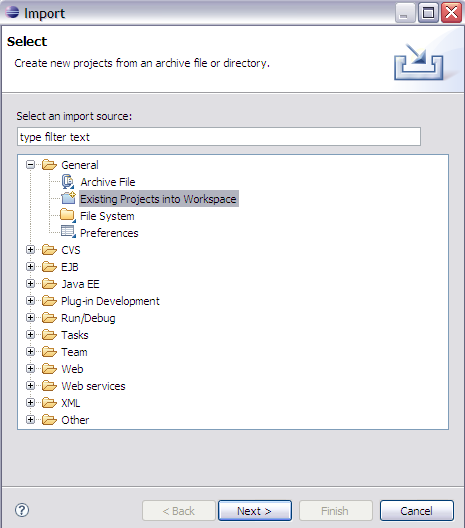 Import
Select
Create new projects from an archive file or directory.
Select an import source:
type filter text
General
Archive File
Existing Projects into Workspace
File System
Preferences
CVS
EJB
Java EE
Plug-in Development
Run/Debug
Tasks
Team
Web
Web services
XML
Other
? < Back Next > Finish Cancel